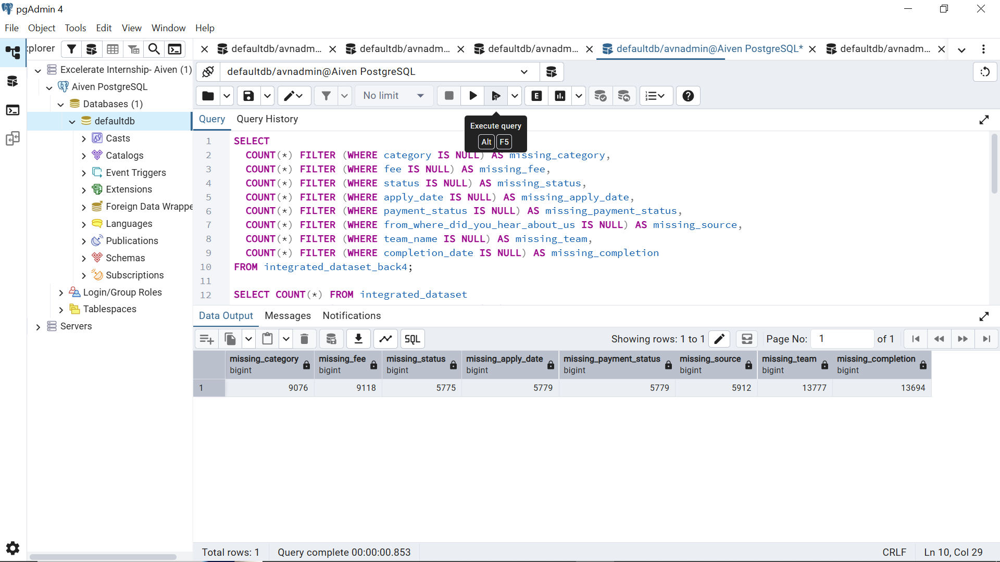 pgAdmin 4
File Object Tools Edit View Window Help
plorer
defaultdb/avnadm...
defaultdb/avnadm...
defaultdb/avnadm...
defaultdb/avnadmin@Aiven PostgreSQL*
defaultdb/avnadm...
Excelerate Internship- Aiven (1)
Aiven PostgreSQL
Databases (1)
defaultdb
Casts
Catalogs
Event Triggers
Extensions
Foreign Data Wrappe
Languages
Publications
Schemas
Subscriptions
Login/Group Roles
Tablespaces
Servers
defaultdb/avnadmin@Aiven PostgreSQL
No limit
E
Query Query History
Execute query
Alt F5
1 SELECT
2 COUNT(*) FILTER (WHERE category IS NULL) AS missing_category,
3 COUNT(*) FILTER (WHERE fee IS NULL) AS missing_fee,
4 COUNT(*) FILTER (WHERE status IS NULL) AS missing_status,
5 COUNT(*) FILTER (WHERE apply_date IS NULL) AS missing_apply_date,
6 COUNT(*) FILTER (WHERE payment_status IS NULL) AS missing_payment_status,
7 COUNT(*) FILTER (WHERE from_where_did_you_hear_about_us IS NULL) AS missing_source,
8 COUNT(*) FILTER (WHERE team_name IS NULL) AS missing_team,
9 COUNT(*) FILTER (WHERE completion_date IS NULL) AS missing_completion
10 FROM integrated_dataset_back4;
11
12 SELECT COUNT(*) FROM integrated_dataset
Data Output Messages Notifications
SQL
Showing rows: 1 to 1
Page No: 1 of 1
missing_category missing_fee missing_status missing_apply_date missing_payment_status missing_source missing_team missing_completion
bigint bigint bigint bigint bigint bigint bigint bigint
1 9076 9118 5775 5779 5779 5912 13777 13694
Total rows: 1 Query complete 00:00:00.853 CRLF Ln 10, Col 29